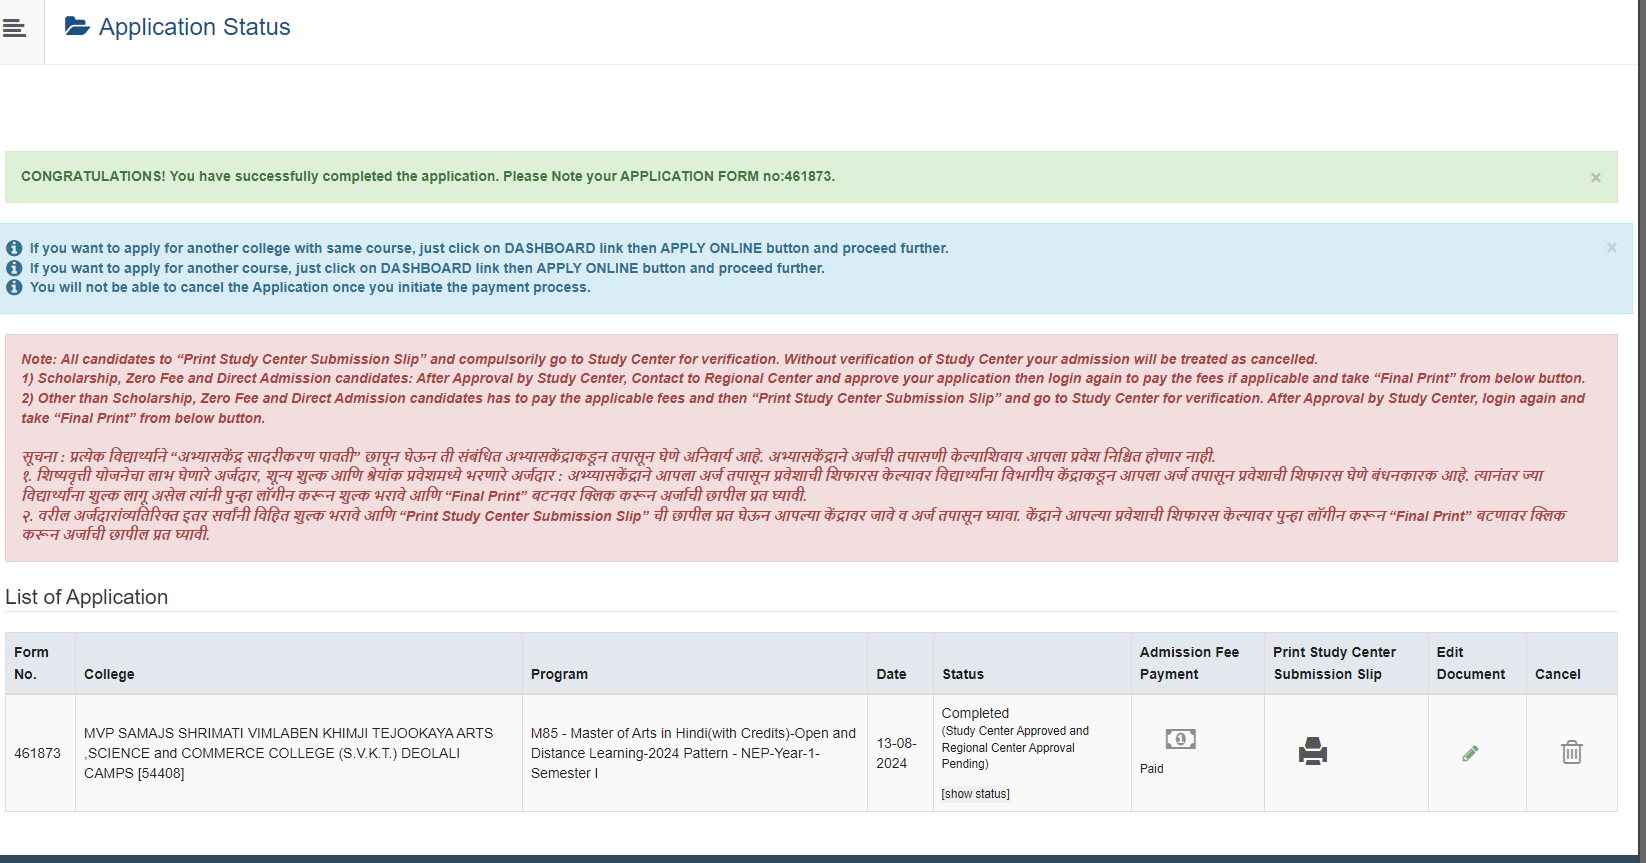 Application Status
CONGRATULATIONS! You have successfully completed the application. Please Note your APPLICATION FORM no:461873.
×
If you want to apply for another college with same course, just click on DASHBOARD link then APPLY ONLINE button and proceed further.
×
If you want to apply for another course, just click on DASHBOARD link then APPLY ONLINE button and proceed further.
You will not be able to cancel the Application once you initiate the payment process.
Note: All candidates to “Print Study Center Submission Slip” and compulsorily go to Study Center for verification. Without verification of Study Center your admission will be treated as cancelled.
1) Scholarship, Zero Fee and Direct Admission candidates: After Approval by Study Center, Contact to Regional Center and approve your application then login again to pay the fees if applicable and take “Final Print” from below button.
2) Other than Scholarship, Zero Fee and Direct Admission candidates has to pay the applicable fees and then “Print Study Center Submission Slip” and go to Study Center for verification. After Approval by Study Center, login again and
take “Final Print” from below button.
सूचना : प्रत्येक विद्यार्थ्याने “अभ्यासकेंद्र सादरीकरण पावती” छापून घेऊन ती संबंधित अभ्यासकेंद्राकडून तपासून घेणे अनिवार्य आहे. अभ्यासकेंद्राने अर्जाची तपासणी केल्याशिवाय आपला प्रवेश निश्चित होणार नाही.
१. शिष्यवृत्ती योजनेचा लाभ घेणारे अर्जदार, शून्य शुल्क आणि श्रेयांक प्रवेशमध्ये भरणारे अर्जदार : अभ्यासकेंद्राने आपला अर्ज तपासून प्रवेशाची शिफारस केल्यावर विद्यार्थ्यांना विभागीय केंद्राकडून आपला अर्ज तपासून प्रवेशाची शिफारस घेणे बंधनकारक आहे. त्यानंतर ज्या
विद्यार्थ्यांना शुल्क लागू असेल त्यांनी पुन्हा लॉगीन करून शुल्क भरावे आणि “Final Print” बटनवर क्लिक करून अर्जाची छापील प्रत घ्यावी.
२. वरील अर्जदारांव्यतिरिक्त इतर सर्वांनी विहित शुल्क भरावे आणि “Print Study Center Submission Slip” ची छापील प्रत घेऊन आपल्या केंद्रावर जावे व अर्ज तपासून घ्यावा. केंद्राने आपल्या प्रवेशाची शिफारस केल्यावर पुन्हा लॉगीन करून “Final Print” बटणावर क्लिक
करून अर्जाची छापील प्रत घ्यावी.
List of Application
Form No.
College
Program
Date
Status
Admission Fee Payment
Print Study Center Submission Slip
Edit Document
Cancel
461873
MVP SAMAJS SHRIMATI VIMLABEN KHIMJI TEJOOKAYA ARTS
,SCIENCE and COMMERCE COLLEGE (S.V.K.T.) DEOLALI
CAMPS [54408]
M85 - Master of Arts in Hindi(with Credits)-Open and
Distance Learning-2024 Pattern - NEP-Year-1-
Semester I
13-08-
2024
Completed
(Study Center Approved and
Regional Center Approval
Pending)
[show status]
Paid